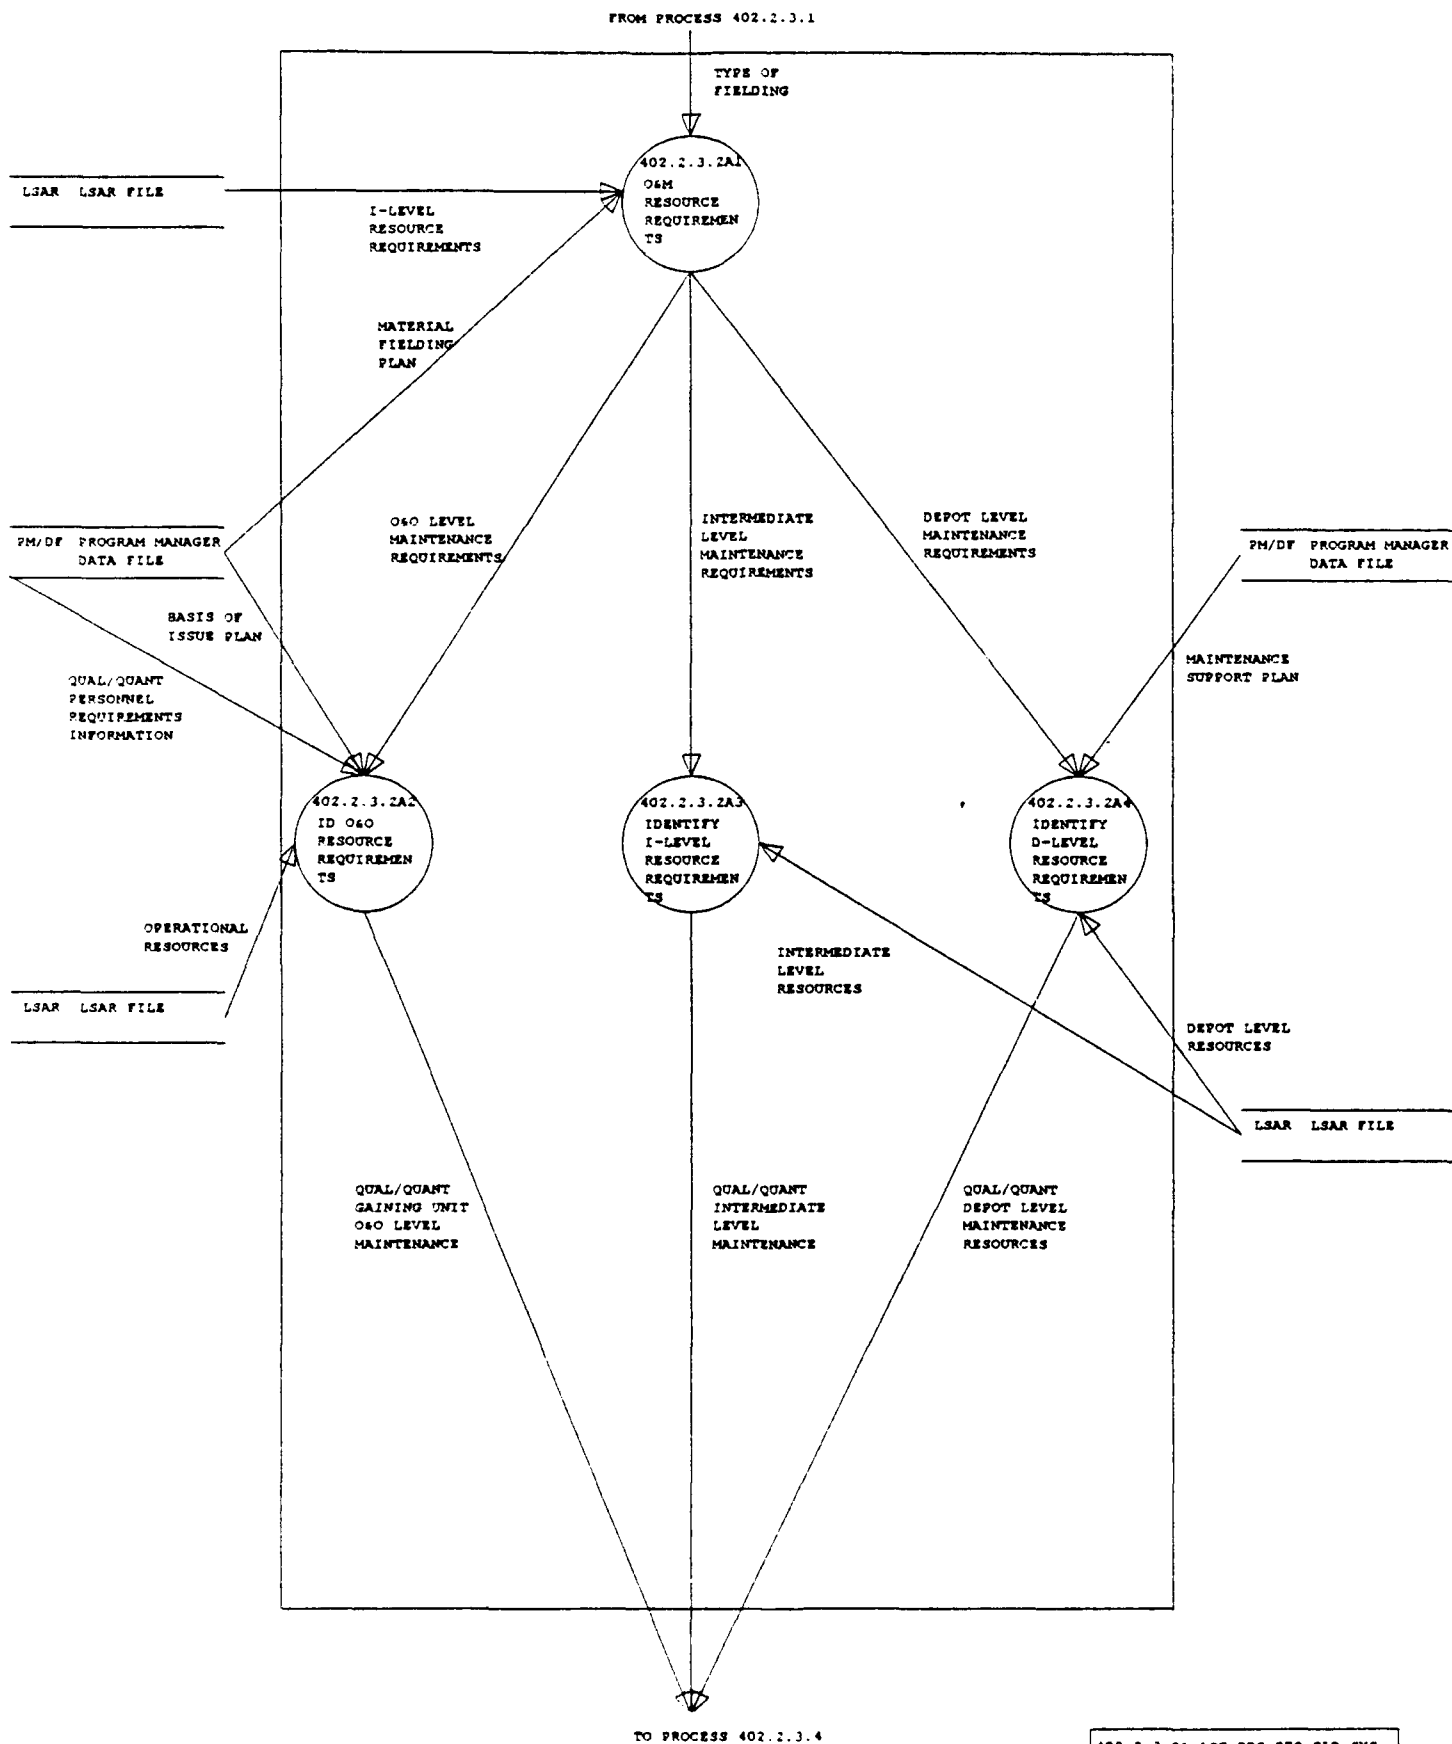 FROM PROCESS 402.2.3.1
TYPE OF
FIELDING
402.2.3.2A1
O&M
RESOURCE
REQUIREMEN
TS
LSAR LSAR FILE
I-LEVEL
RESOURCE
REQUIREMENTS
MATERIAL
FIELDING
PLAN
PM/DF PROGRAM MANAGER
DATA FILE
O&O LEVEL
MAINTENANCE
REQUIREMENTS
INTERMEDIATE
LEVEL
MAINTENANCE
REQUIREMENTS
DEPOT LEVEL
MAINTENANCE
REQUIREMENTS
PM/DF PROGRAM MANAGER
DATA FILE
BASIS OF
ISSUE PLAN
QUAL/QUANT
PERSONNEL
REQUIREMENTS
INFORMATION
MAINTENANCE
SUPPORT PLAN
402.2.3.2A2
ID O&O
RESOURCE
REQUIREMEN
TS
402.2.3.2A3
IDENTIFY
I-LEVEL
RESOURCE
REQUIREMEN
TS
402.2.3.2A4
IDENTIFY
D-LEVEL
RESOURCE
REQUIREMEN
TS
OPERATIONAL
RESOURCES
LSAR LSAR FILE
INTERMEDIATE
LEVEL
RESOURCES
DEPOT LEVEL
RESOURCES
LSAR LSAR FILE
QUAL/QUANT
GAINING UNIT
O&O LEVEL
MAINTENANCE
QUAL/QUANT
INTERMEDIATE
LEVEL
MAINTENANCE
QUAL/QUANT
DEPOT LEVEL
MAINTENANCE
RESOURCES
TO PROCESS 402.2.3.4